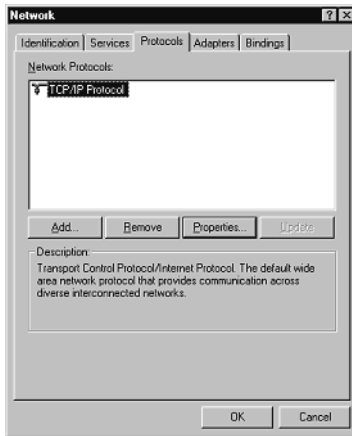 Network
Identification Services Protocols Adapters Bindings
Network Protocols:
TCP/IP Protocol
Add... Remove Properties... Update
Description:
Transport Control Protocol/Internet Protocol. The default wide
area network protocol that provides communication across
diverse interconnected networks.
OK Cancel